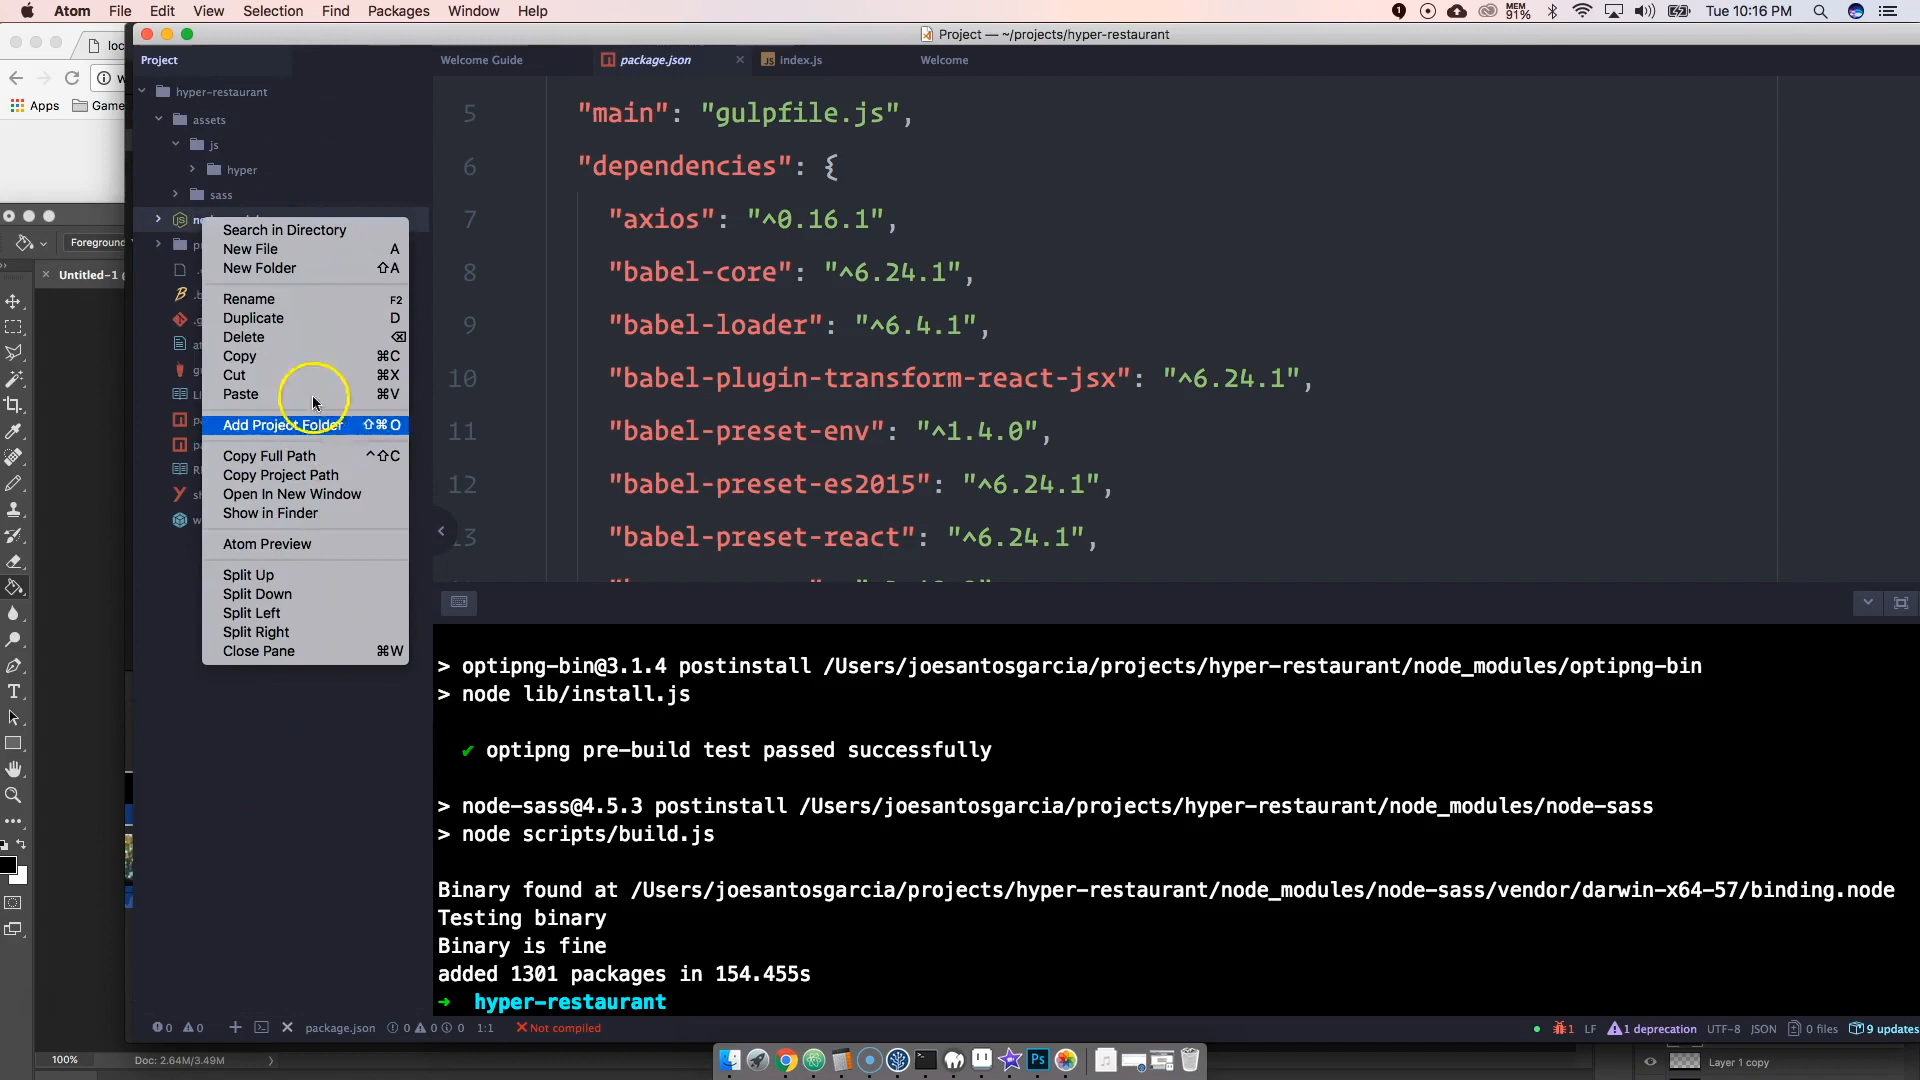 Atom File Edit View Selection Find Packages Window Help
MEM 91% Tue 10:16 PM
Project — ~/projects/hyper-restaurant
loc
Project
Welcome Guide package.json index.js Welcome
Apps
hyper-restaurant
assets
js
hyper
sass
Foreground
Untitled-1
Search in Directory
New File A
New Folder ⇧A
Rename F2
Duplicate D
Delete ⌫
Copy ⌘C
Cut ⌘X
Paste ⌘V
Add Project Folder ⇧⌘O
Copy Full Path ^⇧C
Copy Project Path
Open In New Window
Show in Finder
Atom Preview
Split Up
Split Down
Split Left
Split Right
Close Pane ⌘W
5 "main": "gulpfile.js",
6 "dependencies": {
7 "axios": "^0.16.1",
8 "babel-core": "^6.24.1",
9 "babel-loader": "^6.4.1",
10 "babel-plugin-transform-react-jsx": "^6.24.1",
11 "babel-preset-env": "^1.4.0",
12 "babel-preset-es2015": "^6.24.1",
13 "babel-preset-react": "^6.24.1",
> optipng-bin@3.1.4 postinstall /Users/joesantosgarcia/projects/hyper-restaurant/node_modules/optipng-bin
> node lib/install.js
✔ optipng pre-build test passed successfully
> node-sass@4.5.3 postinstall /Users/joesantosgarcia/projects/hyper-restaurant/node_modules/node-sass
> node scripts/build.js
Binary found at /Users/joesantosgarcia/projects/hyper-restaurant/node_modules/node-sass/vendor/darwin-x64-57/binding.node
Testing binary
Binary is fine
added 1301 packages in 154.455s
➜ hyper-restaurant
0 0 + package.json 0 0 0 1:1 Not compiled
1 LF 1 deprecation UTF-8 JSON 0 files 9 updates
100% Doc: 2.64M/3.49M
Layer 1 copy